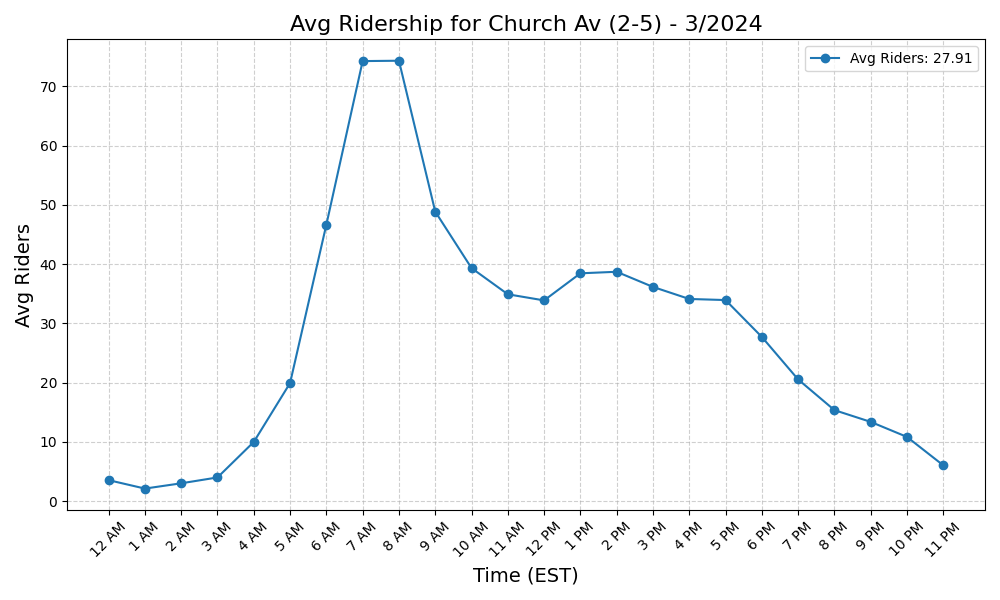 Avg Ridership for Church Av (2-5) - 3/2024
Avg Riders: 27.91
Avg Riders
70
60
50
40
30
20
10
0
12 AM
1 AM
2 AM
3 AM
4 AM
5 AM
6 AM
7 AM
8 AM
9 AM
10 AM
11 AM
12 PM
1 PM
2 PM
3 PM
4 PM
5 PM
6 PM
7 PM
8 PM
9 PM
10 PM
11 PM
Time (EST)